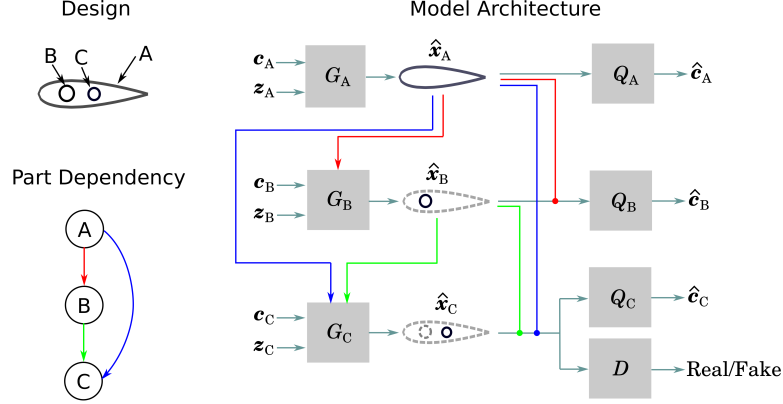 Design
B
C
A
Part Dependency
A
B
C
Model Architecture
c_A
z_A
G_A
x̂_A
Q_A
ĉ_A
c_B
z_B
G_B
x̂_B
Q_B
ĉ_B
c_C
z_C
G_C
x̂_C
Q_C
ĉ_C
D
Real/Fake